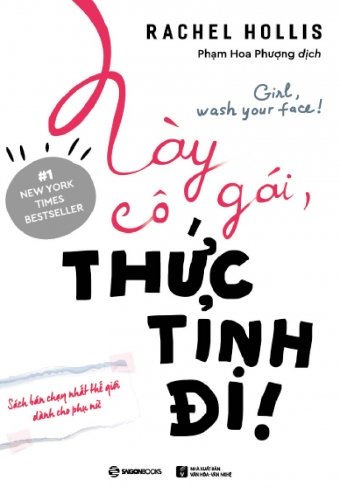 RACHEL HOLLIS
Phạm Hoa Phượng dịch
Girl,
wash your face!
Này
cô gái,
THỨC
TỈNH
ĐI!
#1
NEW YORK
TIMES
BESTSELLER
Sách bán chạy nhất thế giới
dành cho phụ nữ
SAIGONBOOKS
NHÀ XUẤT BẢN
VĂN HÓA-VĂN NGHỆ